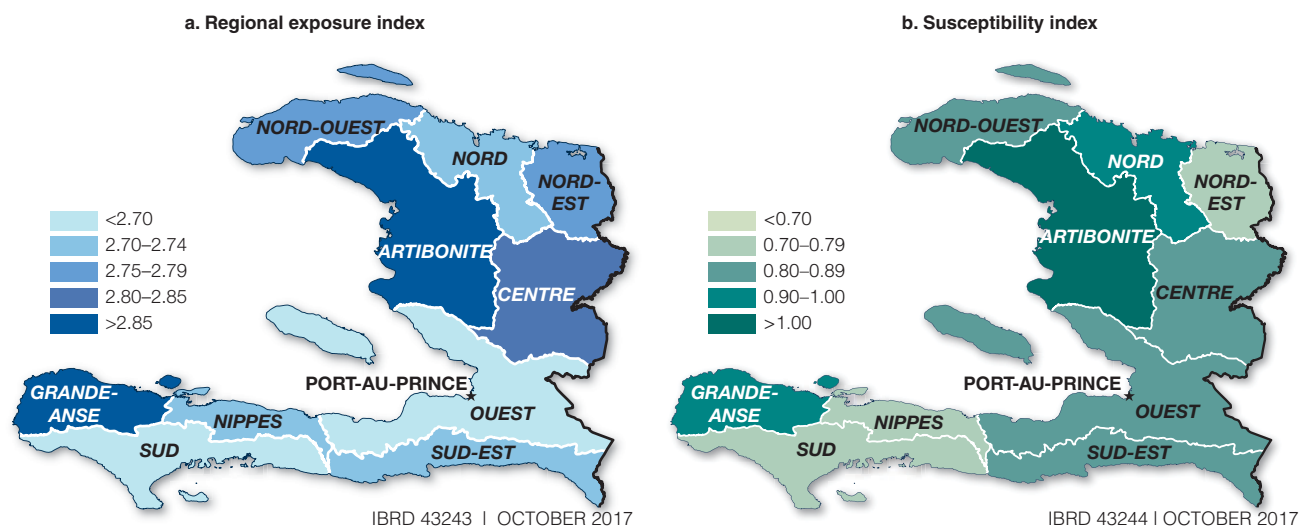 a. Regional exposure index
NORD-OUEST
NORD
NORD-
EST
<2.70
2.70–2.74
2.75–2.79
2.80–2.85
>2.85
ARTIBONITE
CENTRE
GRANDE-
ANSE
PORT-AU-PRINCE
OUEST
NIPPES
SUD
SUD-EST
IBRD 43243 | OCTOBER 2017
b. Susceptibility index
NORD-OUEST
NORD
NORD-
EST
<0.70
0.70–0.79
0.80–0.89
0.90–1.00
>1.00
ARTIBONITE
CENTRE
GRANDE-
ANSE
PORT-AU-PRINCE
OUEST
NIPPES
SUD
SUD-EST
IBRD 43244 | OCTOBER 2017